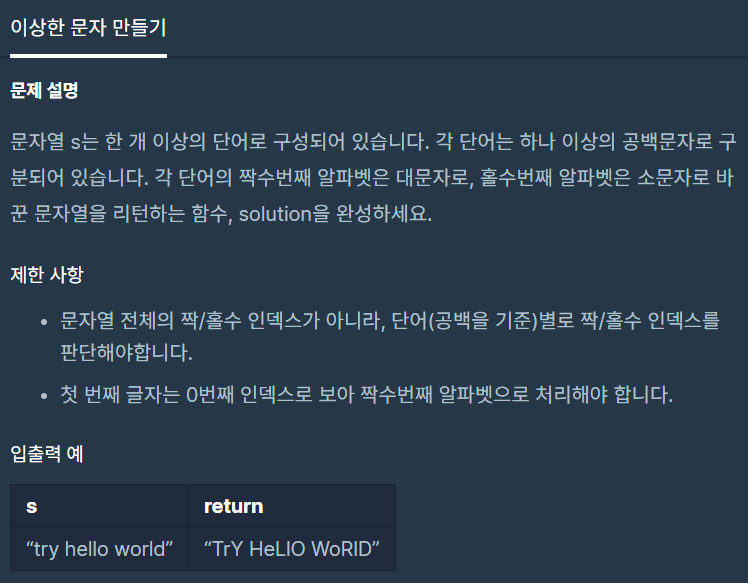 이상한 문자 만들기
문제 설명
문자열 s는 한 개 이상의 단어로 구성되어 있습니다. 각 단어는 하나 이상의 공백문자로 구
분되어 있습니다. 각 단어의 짝수번째 알파벳은 대문자로, 홀수번째 알파벳은 소문자로 바
꾼 문자열을 리턴하는 함수, solution을 완성하세요.
제한 사항
• 문자열 전체의 짝/홀수 인덱스가 아니라, 단어(공백을 기준)별로 짝/홀수 인덱스를
판단해야합니다.
• 첫 번째 글자는 0번째 인덱스로 보아 짝수번째 알파벳으로 처리해야 합니다.
입출력 예
s return
“try hello world” “TrY HeLlO WoRlD”